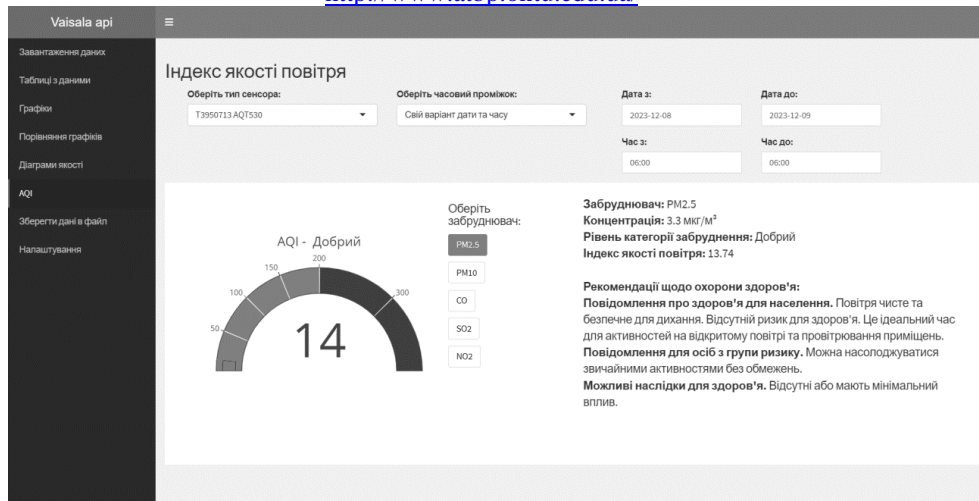 Vaisala api
Завантаження даних
Таблиці з даними
Графіки
Порівняння графіків
Діаграми якості
AQI
Зберегти дані в файл
Налаштування
Індекс якості повітря
Оберіть тип сенсора:
T3950713 AQT530
Оберіть часовий проміжок:
Свій варіант дати та часу
Дата з:
2023-12-08
Дата до:
2023-12-09
Час з:
06:00
Час до:
06:00
AQI - Добрий
50
100
150
200
300
14
Оберіть
забруднювач:
PM2.5
PM10
CO
SO2
NO2
Забруднювач: PM2.5
Концентрація: 3.3 мкг/м³
Рівень категорії забруднення: Добрий
Індекс якості повітря: 13.74
Рекомендації щодо охорони здоров'я:
Повідомлення про здоров'я для населення. Повітря чисте та
безпечне для дихання. Відсутній ризик для здоров'я. Це ідеальний час
для активностей на відкритому повітрі та провітрювання приміщень.
Повідомлення для осіб з групи ризику. Можна насолоджуватися
звичайними активностями без обмежень.
Можливі наслідки для здоров'я. Відсутні або мають мінімальний
вплив.